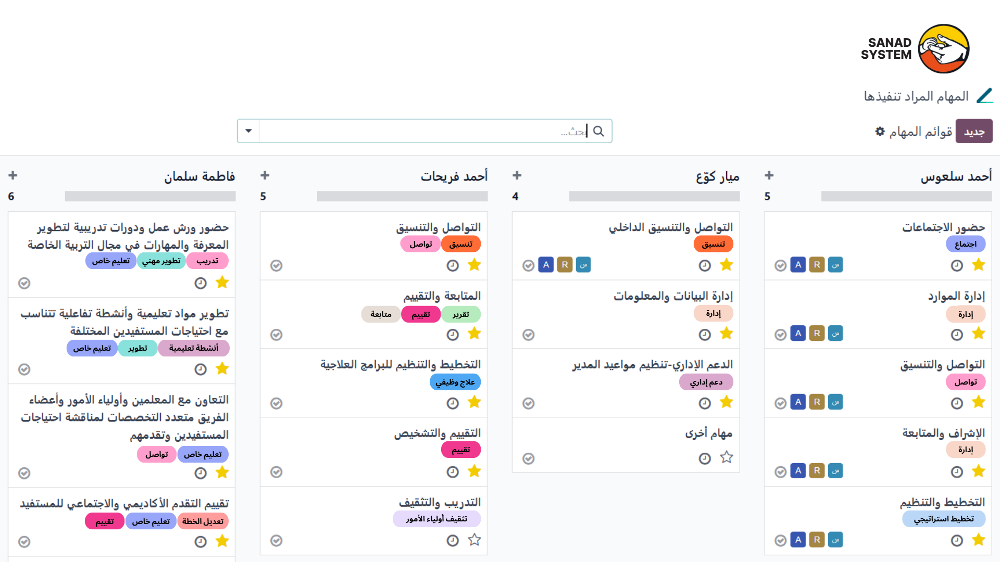 SANAD
SYSTEM
المهام المراد تنفيذها
جديد
قوائم المهام
بحث...
أحمد سلعوس
5
حضور الاجتماعات
اجتماع
س R A
إدارة الموارد
إدارة
س R A
التواصل والتنسيق
تواصل
س R A
الإشراف والمتابعة
إدارة
س R A
التخطيط والتنظيم
تخطيط استراتيجي
س R A
ميار كوّع
4
التواصل والتنسيق الداخلي
تنسيق
س R A
إدارة البيانات والمعلومات
إدارة
الدعم الإداري-تنظيم مواعيد المدير
دعم إداري
مهام أخرى
أحمد فريحات
5
التواصل والتنسيق
تنسيق تواصل
المتابعة والتقييم
تقرير تقييم متابعة
التخطيط والتنظيم للبرامج العلاجية
علاج وظيفي
التقييم والتشخيص
تقييم
التدريب والتثقيف
تثقيف أولياء الأمور
فاطمة سلمان
6
حضور ورش عمل ودورات تدريبية لتطوير
المعرفة والمهارات في مجال التربية الخاصة
تدريب تطوير مهني تعليم خاص
تطوير مواد تعليمية وأنشطة تفاعلية تتناسب
مع احتياجات المستفيدين المختلفة
أنشطة تعليمية تطوير تعليم خاص
التعاون مع المعلمين وأولياء الأمور وأعضاء
الفريق متعدد التخصصات لمناقشة احتياجات
المستفيدين وتقدمهم
تعليم خاص تواصل
تقييم التقدم الأكاديمي والاجتماعي للمستفيد
تعديل الخطة تعليم خاص تقييم